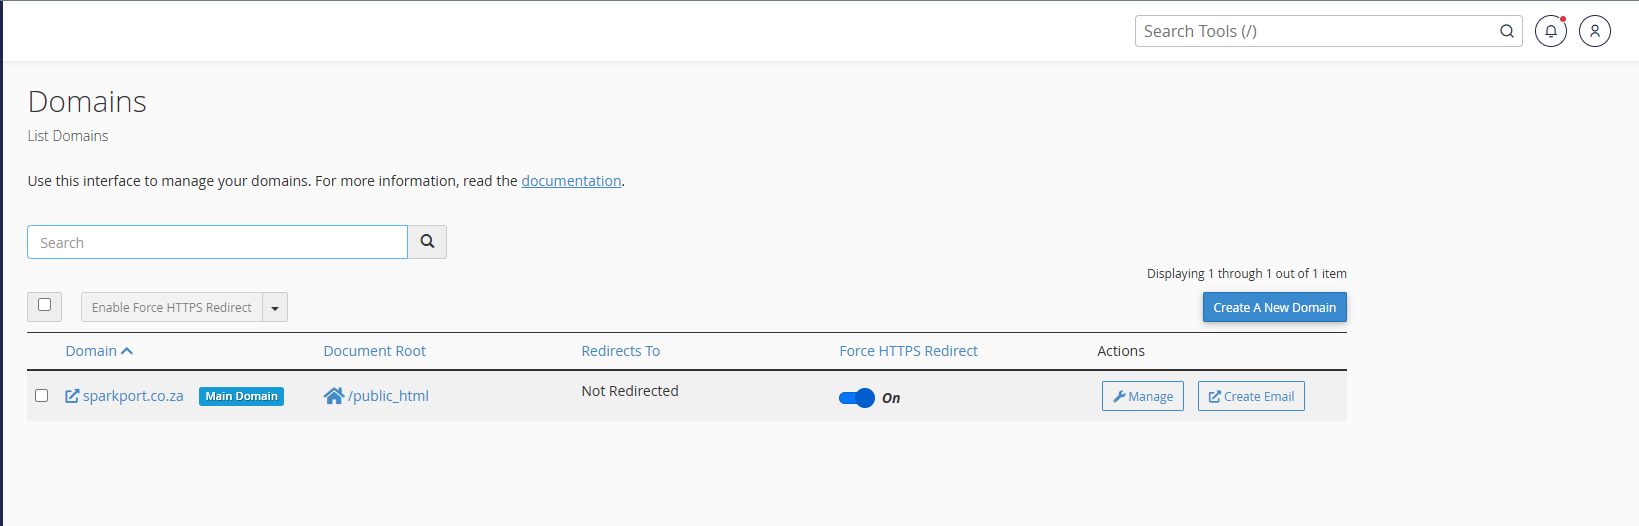 Search Tools (/)
Domains
List Domains
Use this interface to manage your domains. For more information, read the documentation.
Search
Displaying 1 through 1 out of 1 item
Enable Force HTTPS Redirect
Create A New Domain
Domain Document Root Redirects To Force HTTPS Redirect Actions
sparkport.co.za Main Domain /public_html Not Redirected On Manage Create Email